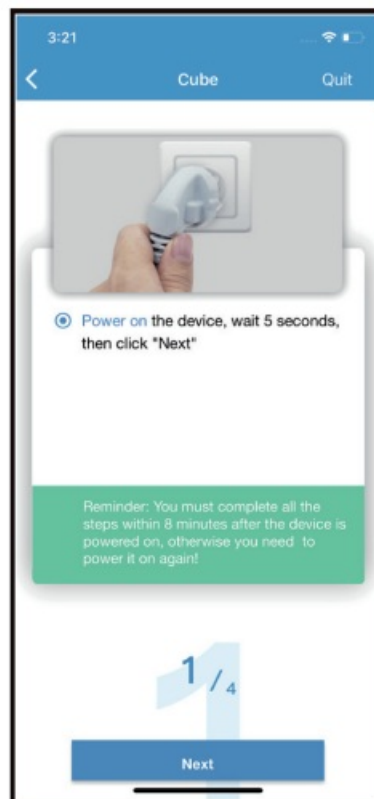 3:21
Cube
Quit
Power on the device, wait 5 seconds,
then click "Next"
Reminder: You must complete all the
steps within 8 minutes after the device is
powered on, otherwise you need to
power it on again!
1 / 4
Next